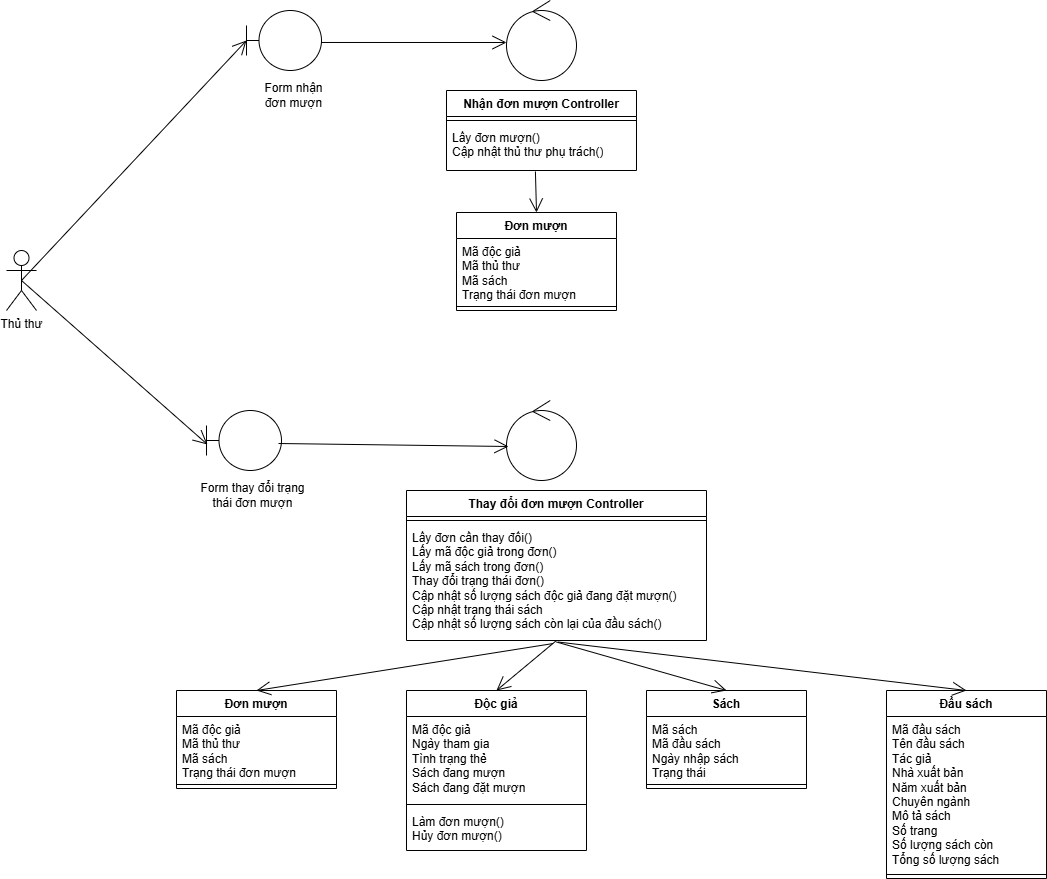 Form nhận
đơn mượn
Nhận đơn mượn Controller
Lấy đơn mượn()
Cập nhật thủ thư phụ trách()
Đơn mượn
Mã độc giả
Mã thủ thư
Mã sách
Trạng thái đơn mượn
Thủ thư
Form thay đổi trạng
thái đơn mượn
Thay đổi đơn mượn Controller
Lấy đơn cần thay đổi()
Lấy mã độc giả trong đơn()
Lấy mã sách trong đơn()
Thay đổi trạng thái đơn()
Cập nhật số lượng sách độc giả đang đặt mượn()
Cập nhật trạng thái sách
Cập nhật số lượng sách còn lại của đầu sách()
Đơn mượn
Mã độc giả
Mã thủ thư
Mã sách
Trạng thái đơn mượn
Độc giả
Mã độc giả
Ngày tham gia
Tình trạng thẻ
Sách đang mượn
Sách đang đặt mượn
Làm đơn mượn()
Hủy đơn mượn()
Sách
Mã sách
Mã đầu sách
Ngày nhập sách
Trạng thái
Đầu sách
Mã đầu sách
Tên đầu sách
Tác giả
Nhà xuất bản
Năm xuất bản
Chuyên ngành
Mô tả sách
Số trang
Số lượng sách còn
Tổng số lượng sách